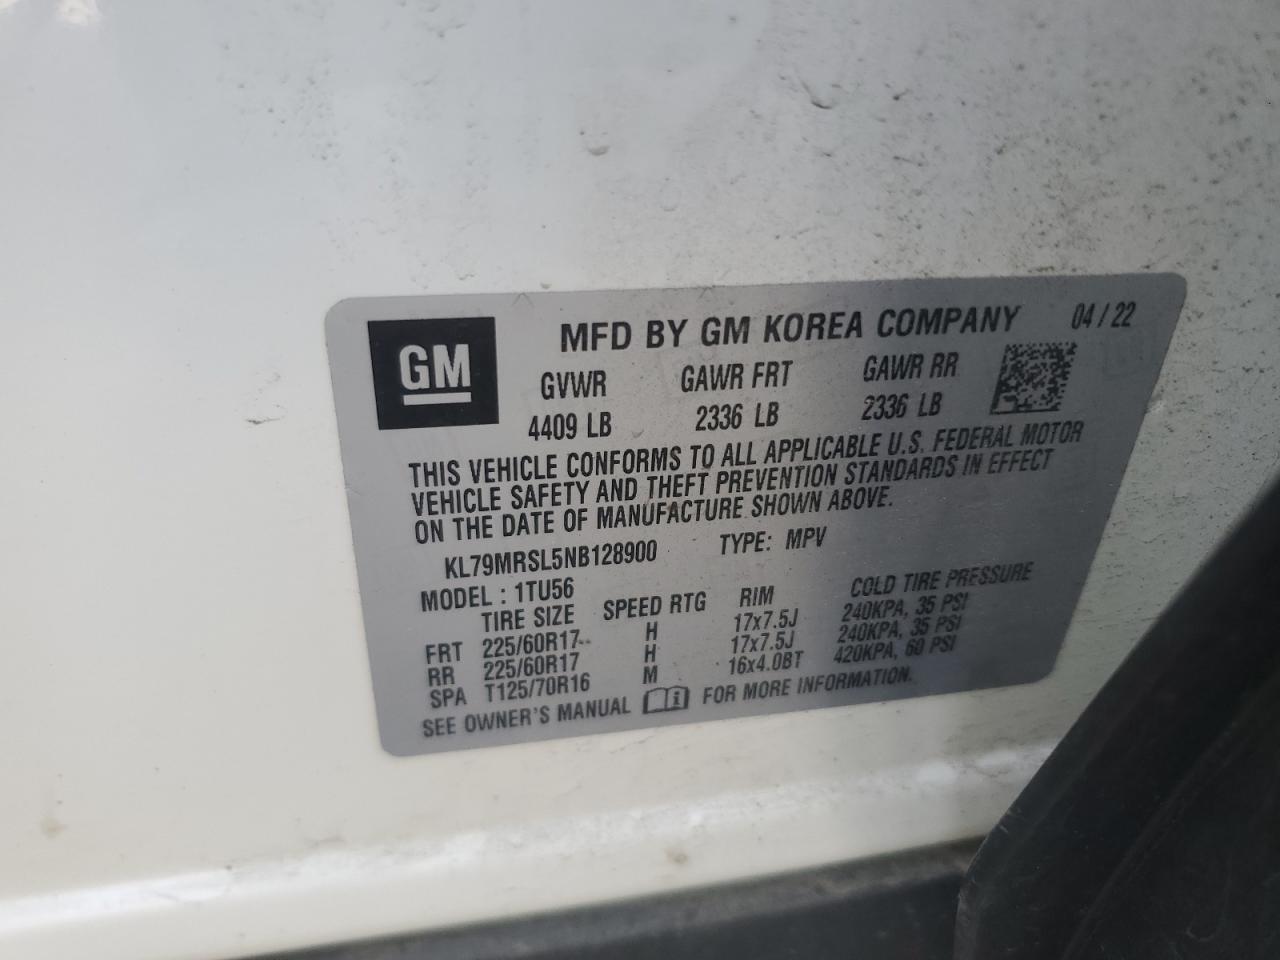 GM
MFD BY GM KOREA COMPANY 04/22
GVWR GAWR FRT GAWR RR
4409 LB 2336 LB 2336 LB
THIS VEHICLE CONFORMS TO ALL APPLICABLE U.S. FEDERAL MOTOR
VEHICLE SAFETY AND THEFT PREVENTION STANDARDS IN EFFECT
ON THE DATE OF MANUFACTURE SHOWN ABOVE.
KL79MRSL5NB128900 TYPE: MPV
MODEL : 1TU56
TIRE SIZE SPEED RTG RIM COLD TIRE PRESSURE
FRT 225/60R17 H 17x7.5J 240KPA, 35 PSI
RR 225/60R17 H 17x7.5J 240KPA, 35 PSI
SPA T125/70R16 M 16x4.0BT 420KPA, 60 PSI
SEE OWNER'S MANUAL i FOR MORE INFORMATION.